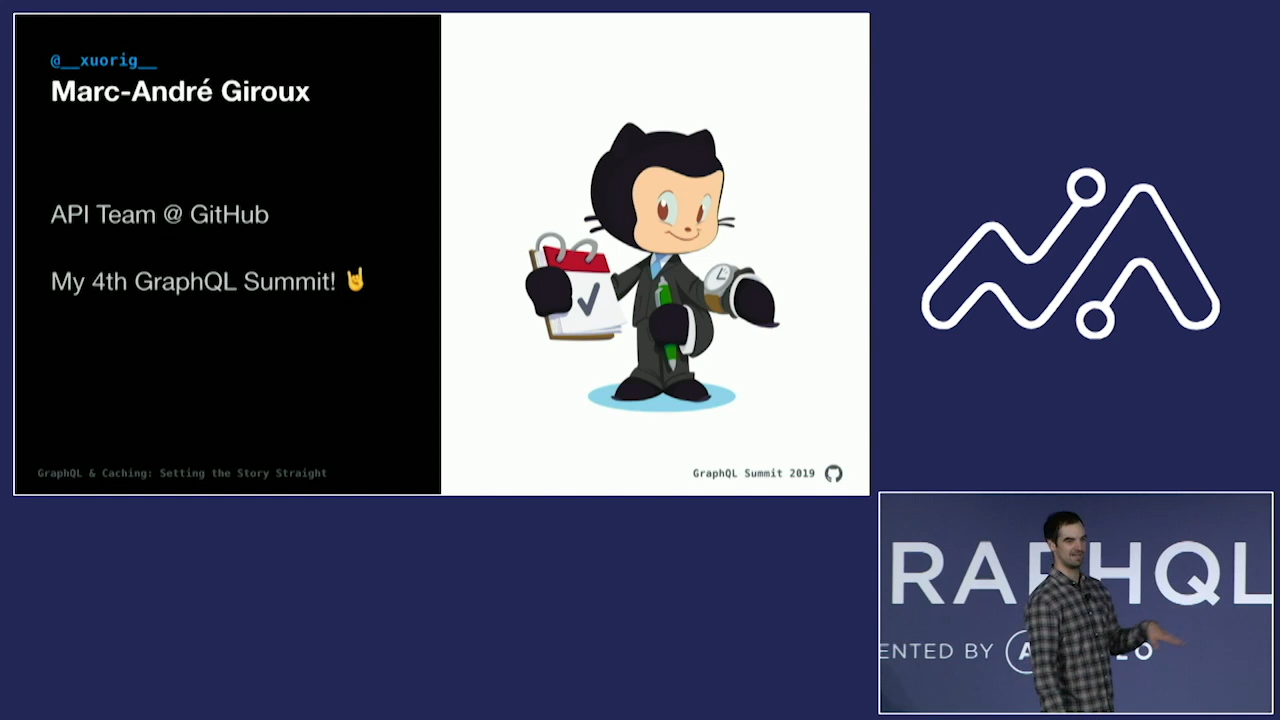 @__xuorig__
Marc-André Giroux
API Team @ GitHub
My 4th GraphQL Summit! 🤘
GraphQL & Caching: Setting the Story Straight
GraphQL Summit 2019
RAPHQL
ENTED BY